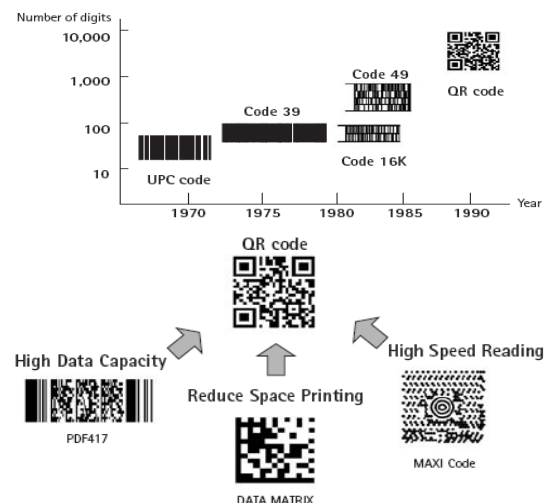 Number of digits
10,000
1,000
100
10
Code 49
QR code
Code 39
Code 16K
UPC code
Year
1970
1975
1980
1985
1990
QR code
High Data Capacity
High Speed Reading
Reduce Space Printing
PDF417
MAXI Code
DATA MATRIX